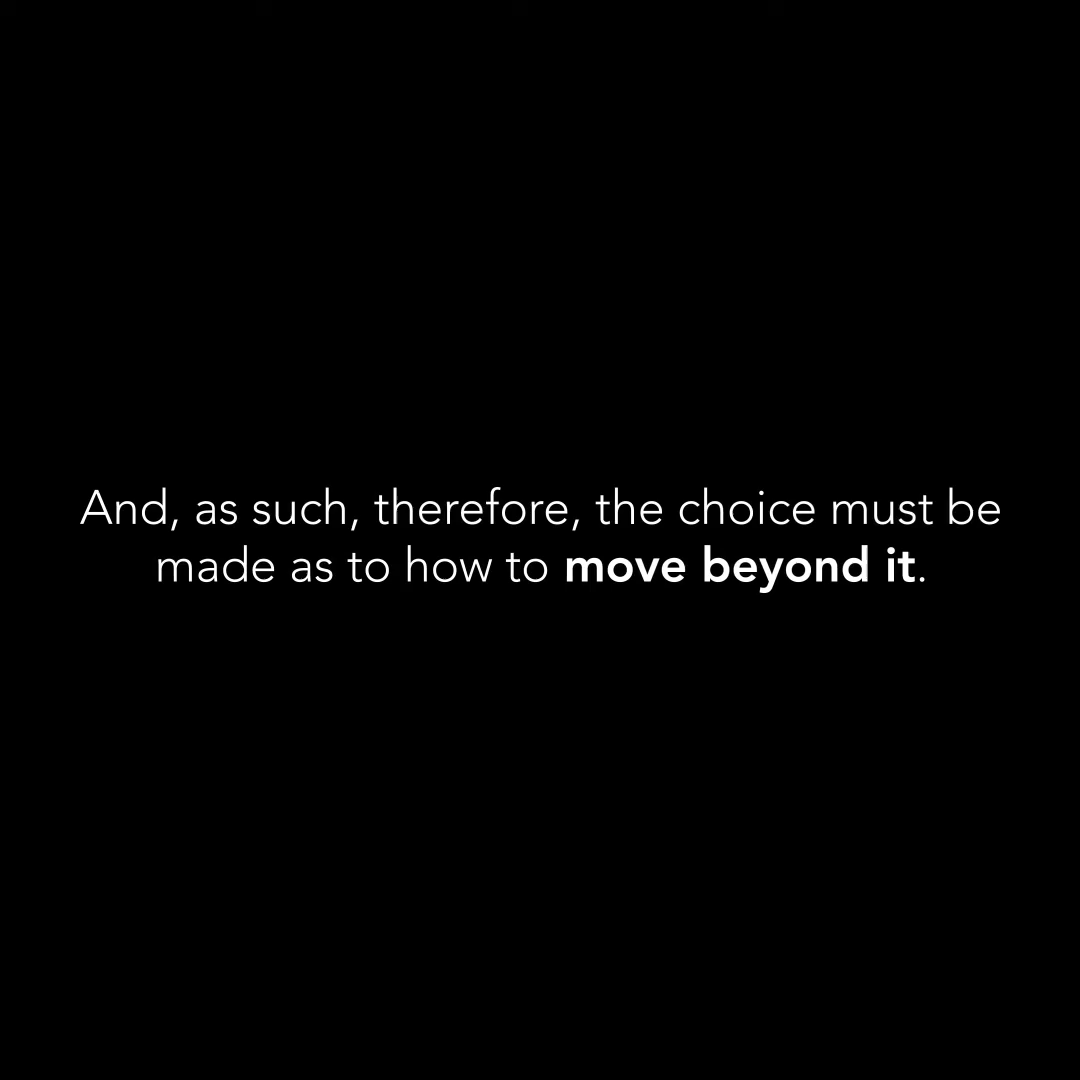 And, as such, therefore, the choice must be
made as to how to move beyond it.